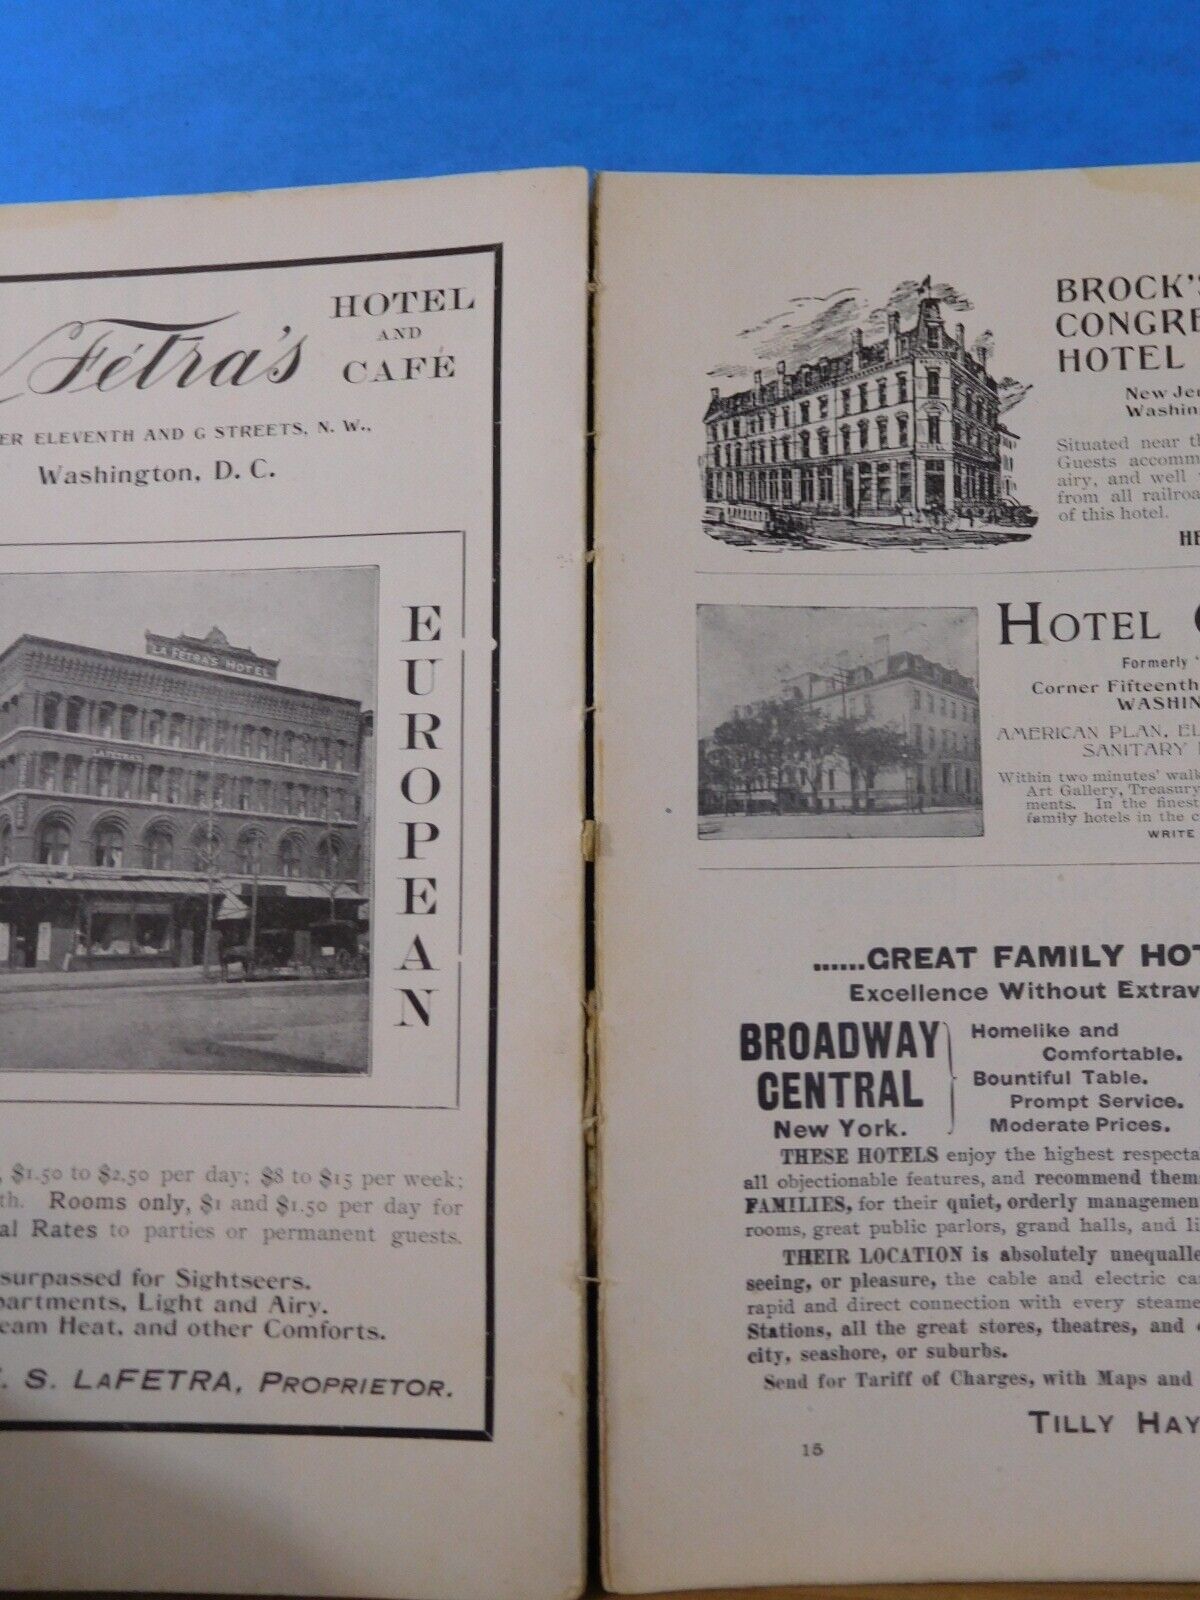 Fétra's
HOTEL
AND
CAFÉ
ELEVENTH AND G STREETS, N. W.,
Washington, D. C.
LA FETRA'S HOTEL
EUROPEAN
$1.50 to $2.50 per day; $8 to $15 per week;
Rooms only, $1 and $1.50 per day for
Rates to parties or permanent guests.
surpassed for Sightseers.
partments, Light and Airy.
eam Heat, and other Comforts.
S. LAFETRA, PROPRIETOR.
BROCK'S
CONGRE
HOTEL
New Jer
Washin
Situated near th
Guests accomm
airy, and well
from all railroa
of this hotel.
HE
HOTEL
Formerly
Corner Fifteenth
WASHIN
AMERICAN PLAN, EL
SANITARY
Within two minutes' walk
Art Gallery, Treasury
ments. In the finest
family hotels in the c
WRITE
......GREAT FAMILY HOT
Excellence Without Extrav
BROADWAY
CENTRAL
New York.
Homelike and
Comfortable.
Bountiful Table.
Prompt Service.
Moderate Prices.
THESE HOTELS enjoy the highest respecta
all objectionable features, and recommend them
FAMILIES, for their quiet, orderly managemen
rooms, great public parlors, grand halls, and li
THEIR LOCATION is absolutely unequalle
seeing, or pleasure, the cable and electric ca
rapid and direct connection with every steame
Stations, all the great stores, theatres, and
city, seashore, or suburbs.
Send for Tariff of Charges, with Maps and
TILLY HAY
15